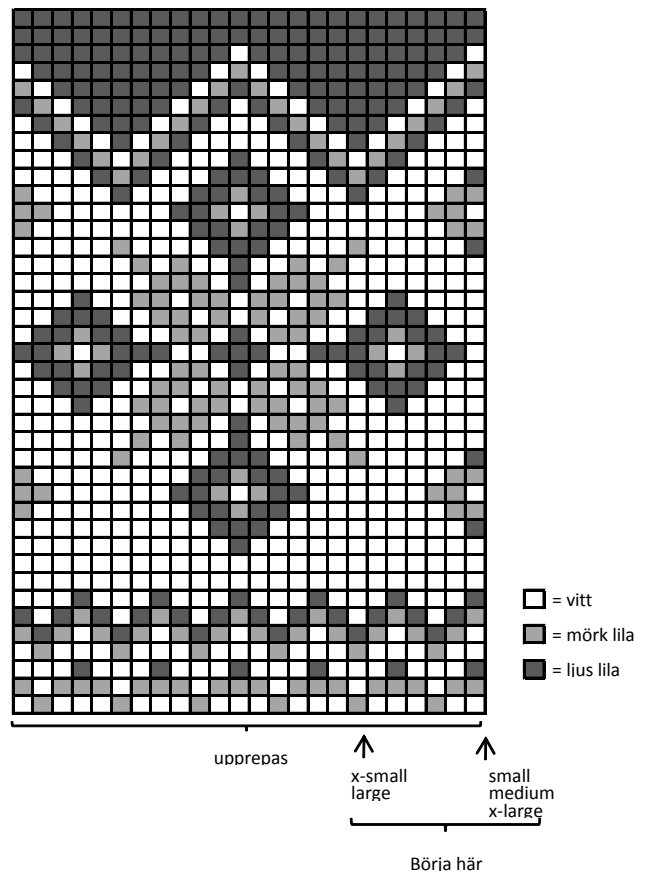 = vitt
= mörk lila
= ljus lila
upprepas
x-small
large
small
medium
x-large
Börja här